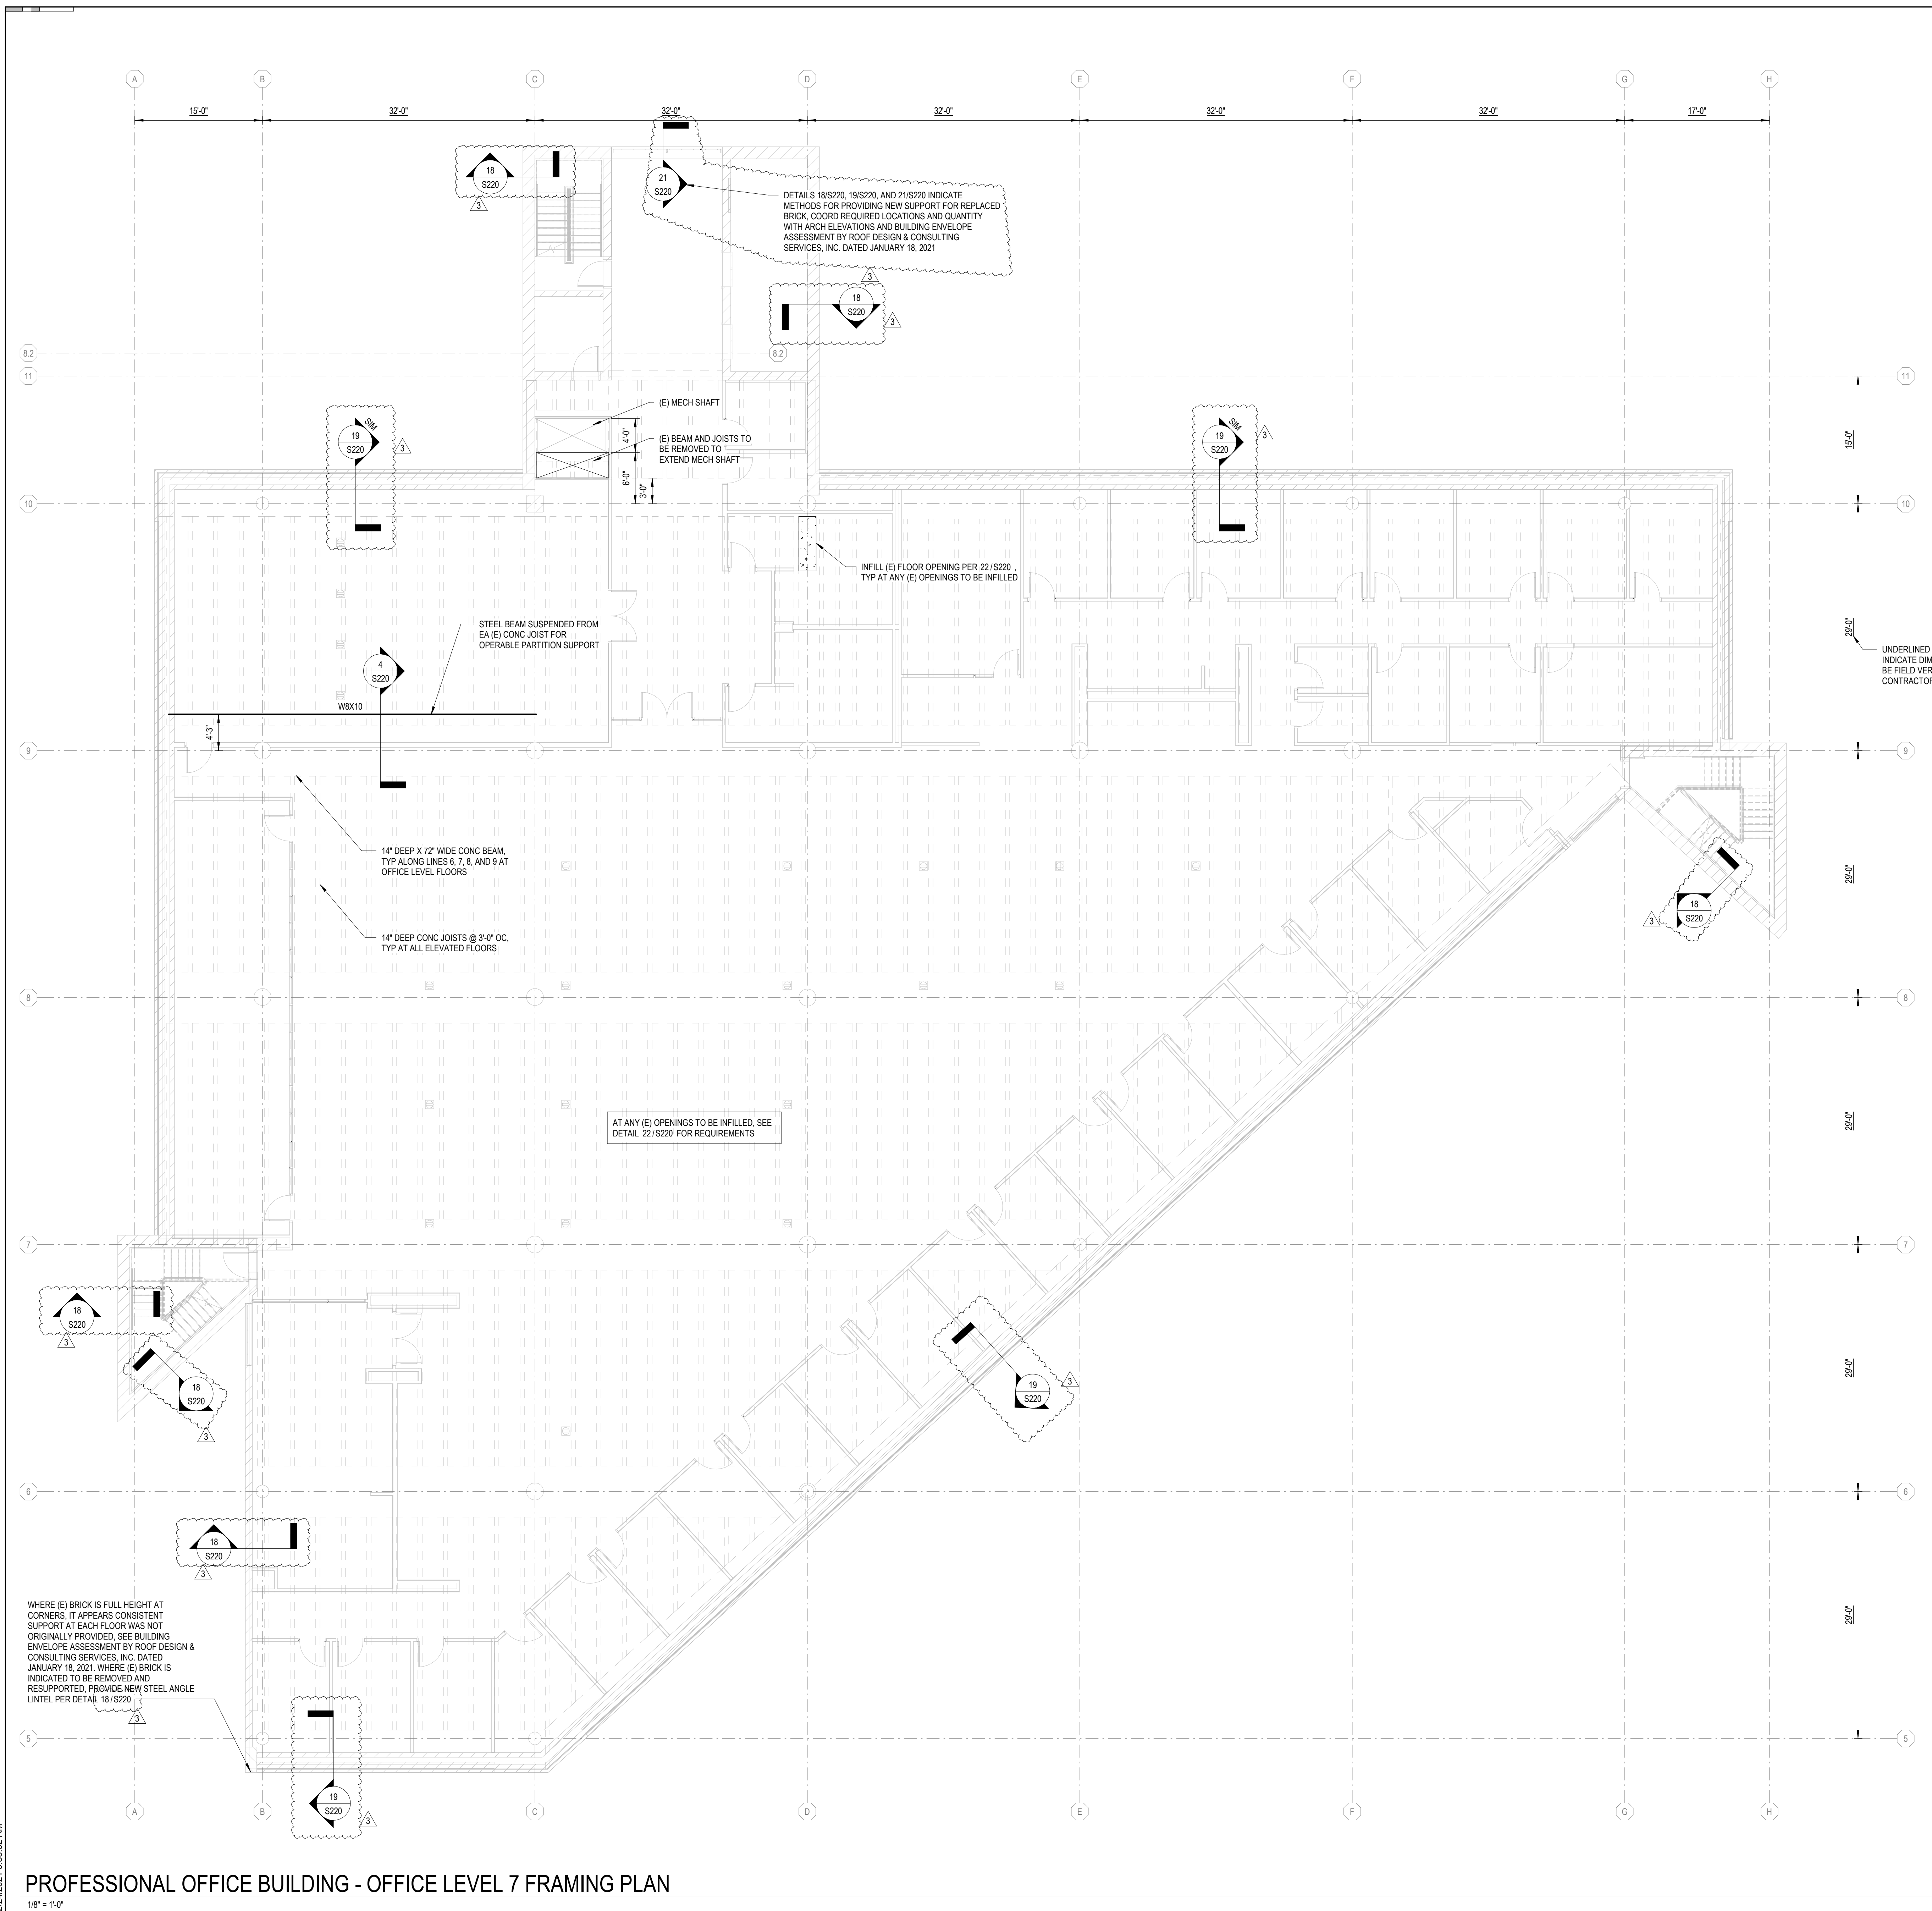 A
B
C
D
E
F
G
H
15'-0"
32'-0"
32'-0"
32'-0"
32'-0"
32'-0"
17'-0"
18
S220
3
21
S220
DETAILS 18/S220, 19/S220, AND 21/S220 INDICATE
METHODS FOR PROVIDING NEW SUPPORT FOR REPLACED
BRICK, COORD REQUIRED LOCATIONS AND QUANTITY
WITH ARCH ELEVATIONS AND BUILDING ENVELOPE
ASSESSMENT BY ROOF DESIGN & CONSULTING
SERVICES, INC. DATED JANUARY 18, 2021
3
18
S220
3
8.2
8.2
11
11
(E) MECH SHAFT
(E) BEAM AND JOISTS TO
BE REMOVED TO
EXTEND MECH SHAFT
4'-0"
6'-0"
3'-0"
SIM
19
S220
3
SIM
19
S220
3
15'-0"
10
10
INFILL (E) FLOOR OPENING PER 22 / S220 ,
TYP AT ANY (E) OPENINGS TO BE INFILLED
STEEL BEAM SUSPENDED FROM
EA (E) CONC JOIST FOR
OPERABLE PARTITION SUPPORT
4
S220
W8X10
4'-3"
29'-0"
UNDERLINED
INDICATE DIM
BE FIELD VER
CONTRACTOR
9
9
14" DEEP X 72" WIDE CONC BEAM,
TYP ALONG LINES 6, 7, 8, AND 9 AT
OFFICE LEVEL FLOORS
14" DEEP CONC JOISTS @ 3'-0" OC,
TYP AT ALL ELEVATED FLOORS
29'-0"
18
S220
3
8
8
AT ANY (E) OPENINGS TO BE INFILLED, SEE
DETAIL 22 / S220 FOR REQUIREMENTS
29'-0"
7
7
18
S220
3
18
S220
3
19
S220
3
29'-0"
6
6
18
S220
3
WHERE (E) BRICK IS FULL HEIGHT AT
CORNERS, IT APPEARS CONSISTENT
SUPPORT AT EACH FLOOR WAS NOT
ORIGINALLY PROVIDED, SEE BUILDING
ENVELOPE ASSESSMENT BY ROOF DESIGN &
CONSULTING SERVICES, INC. DATED
JANUARY 18, 2021. WHERE (E) BRICK IS
INDICATED TO BE REMOVED AND
RESUPPORTED, PROVIDE NEW STEEL ANGLE
LINTEL PER DETAIL 18 / S220
3
29'-0"
5
5
19
S220
3
A
B
C
D
E
F
G
H
PROFESSIONAL OFFICE BUILDING - OFFICE LEVEL 7 FRAMING PLAN
1/8" = 1'-0"